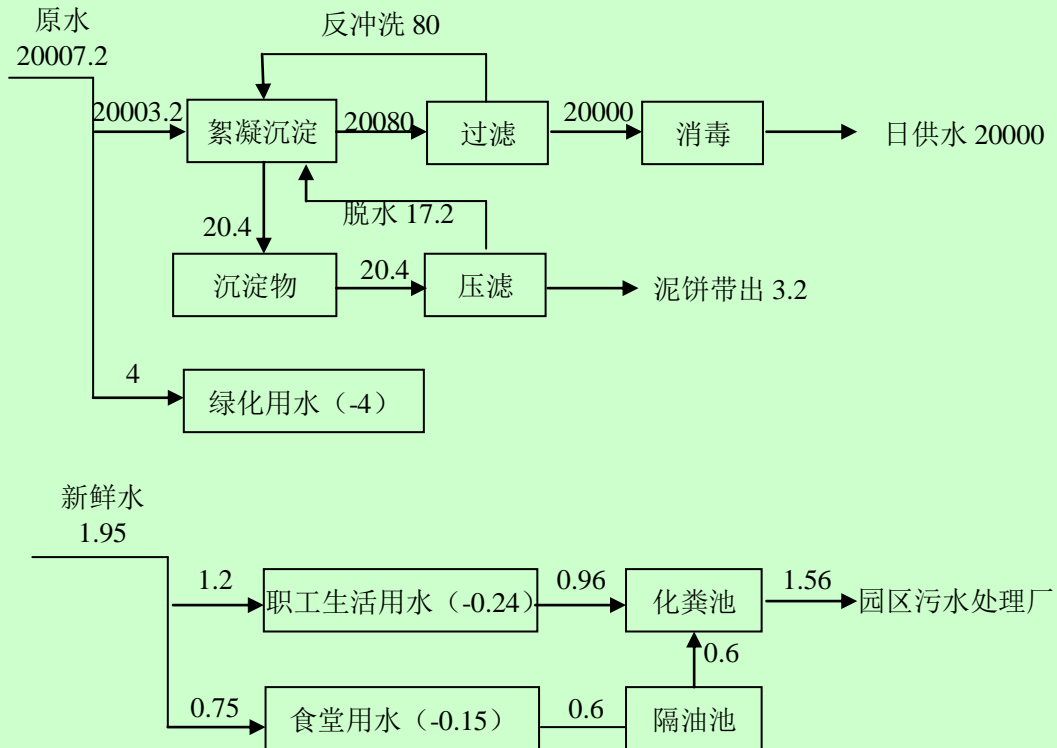 原水
20007.2
反冲洗 80
20003.2
絮凝沉淀
20080
过滤
20000
消毒
日供水 20000
脱水 17.2
20.4
沉淀物
20.4
压滤
泥饼带出 3.2
4
绿化用水（-4）
新鲜水
1.95
1.2
职工生活用水（-0.24）
0.96
化粪池
1.56
园区污水处理厂
0.6
0.75
食堂用水（-0.15）
0.6
隔油池